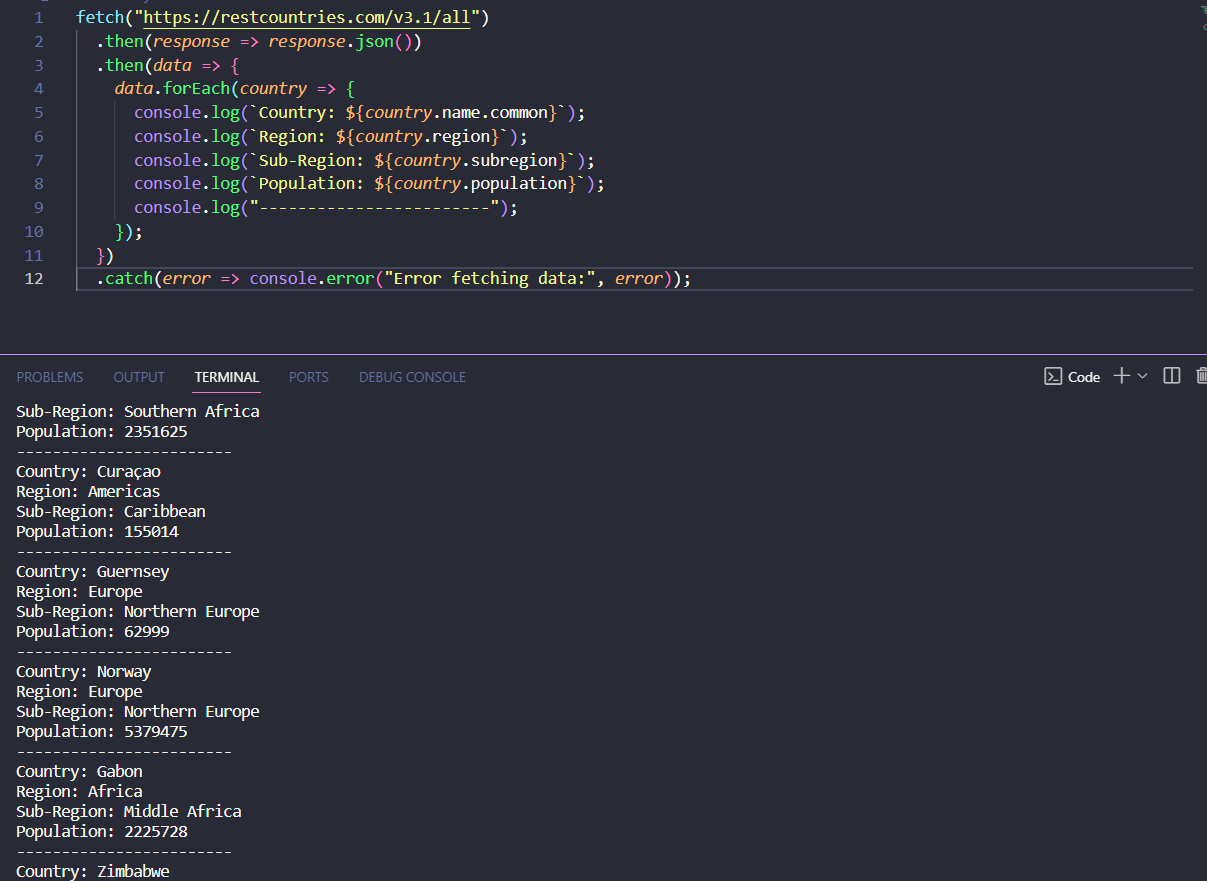 1 fetch("https://restcountries.com/v3.1/all")
2 .then(response => response.json())
3 .then(data => {
4 data.forEach(country => {
5 console.log(`Country: ${country.name.common}`);
6 console.log(`Region: ${country.region}`);
7 console.log(`Sub-Region: ${country.subregion}`);
8 console.log(`Population: ${country.population}`);
9 console.log("------------------------");
10 });
11 })
12 .catch(error => console.error("Error fetching data:", error));
PROBLEMS OUTPUT TERMINAL PORTS DEBUG CONSOLE Code
Sub-Region: Southern Africa
Population: 2351625
------------------------
Country: Curaçao
Region: Americas
Sub-Region: Caribbean
Population: 155014
------------------------
Country: Guernsey
Region: Europe
Sub-Region: Northern Europe
Population: 62999
------------------------
Country: Norway
Region: Europe
Sub-Region: Northern Europe
Population: 5379475
------------------------
Country: Gabon
Region: Africa
Sub-Region: Middle Africa
Population: 2225728
------------------------
Country: Zimbabwe